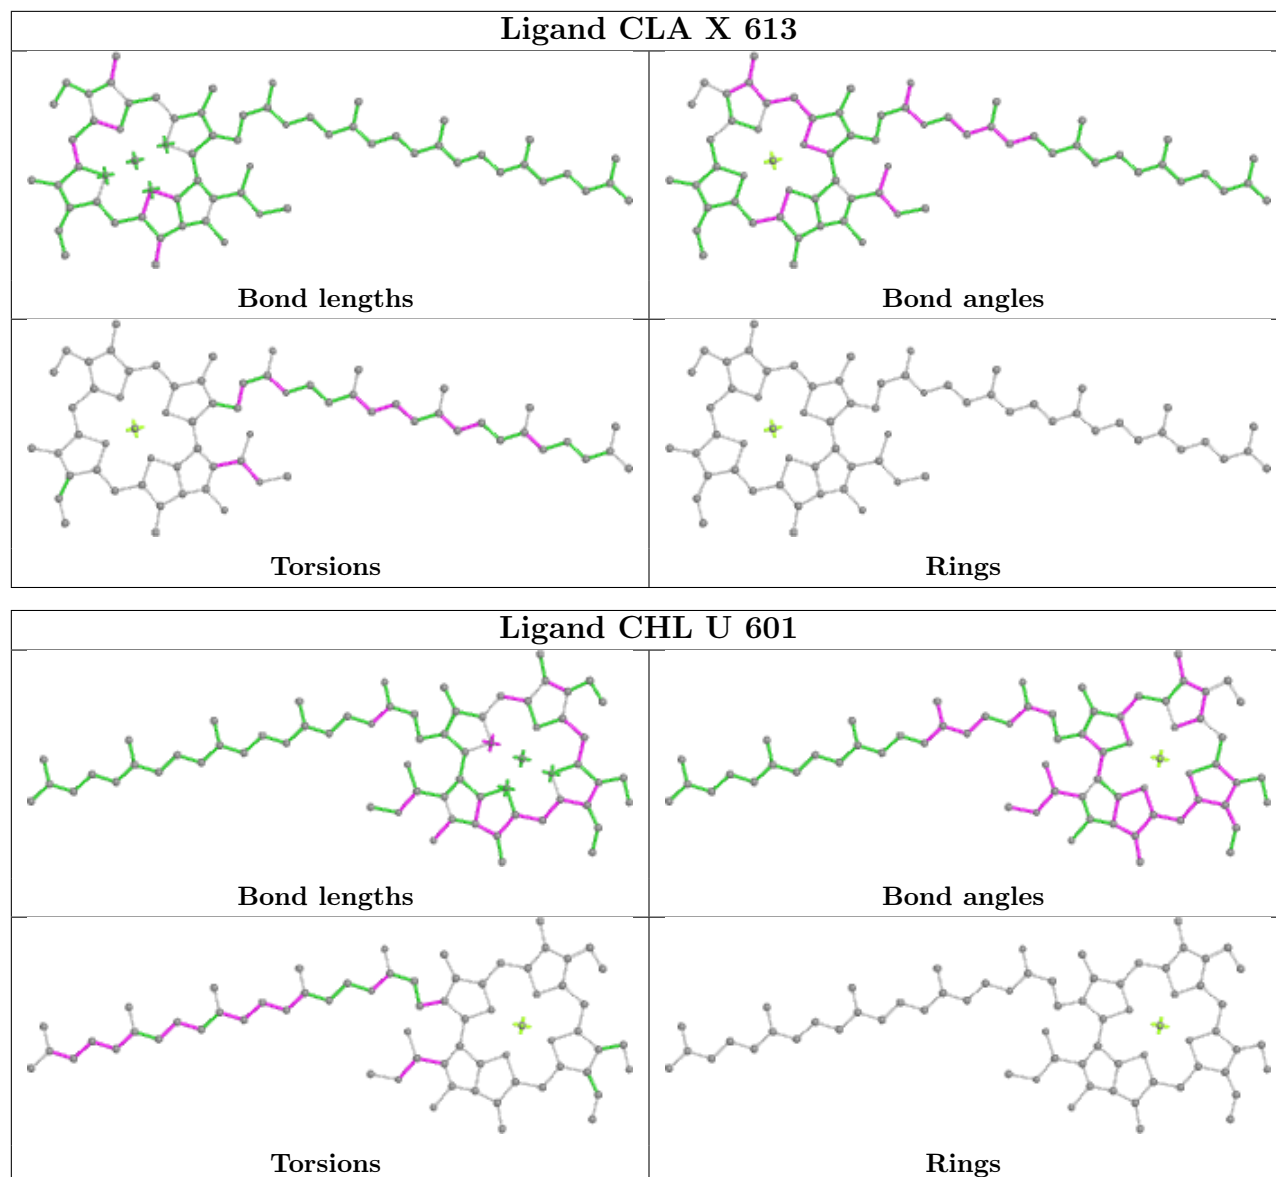 Ligand CLA X 613
Bond lengths
Bond angles
Torsions
Rings
Ligand CHL U 601
Bond lengths
Bond angles
Torsions
Rings